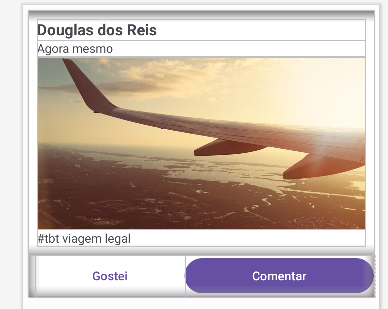 Douglas dos Reis
Agora mesmo
#tbt viagem legal
Gostei
Comentar